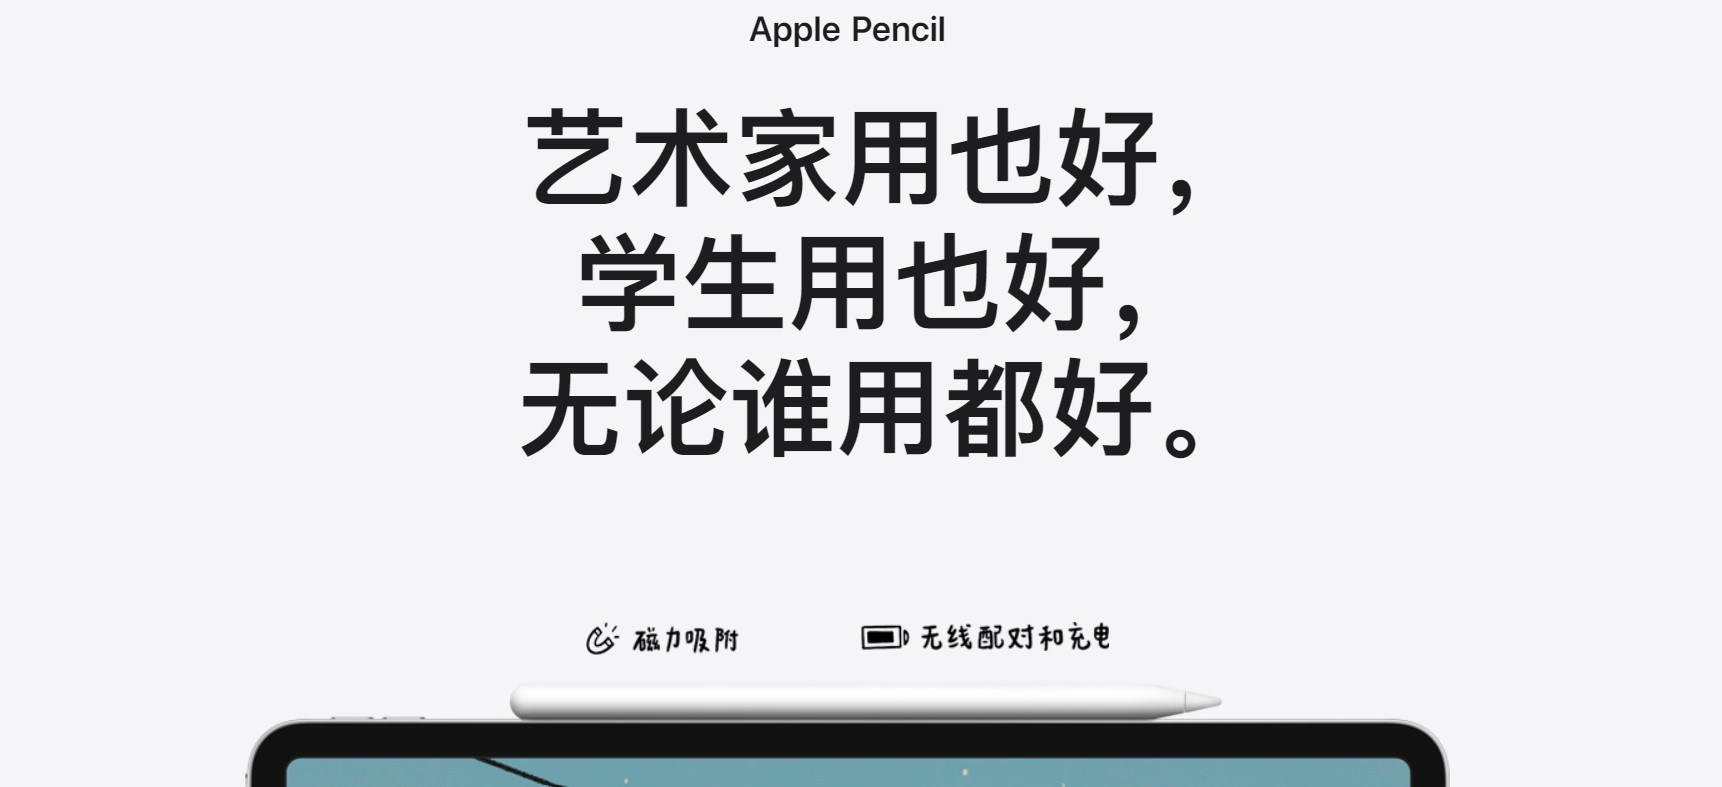 Apple Pencil
艺术家用也好，
学生用也好，
无论谁用都好。
磁力吸附
无线配对和充电